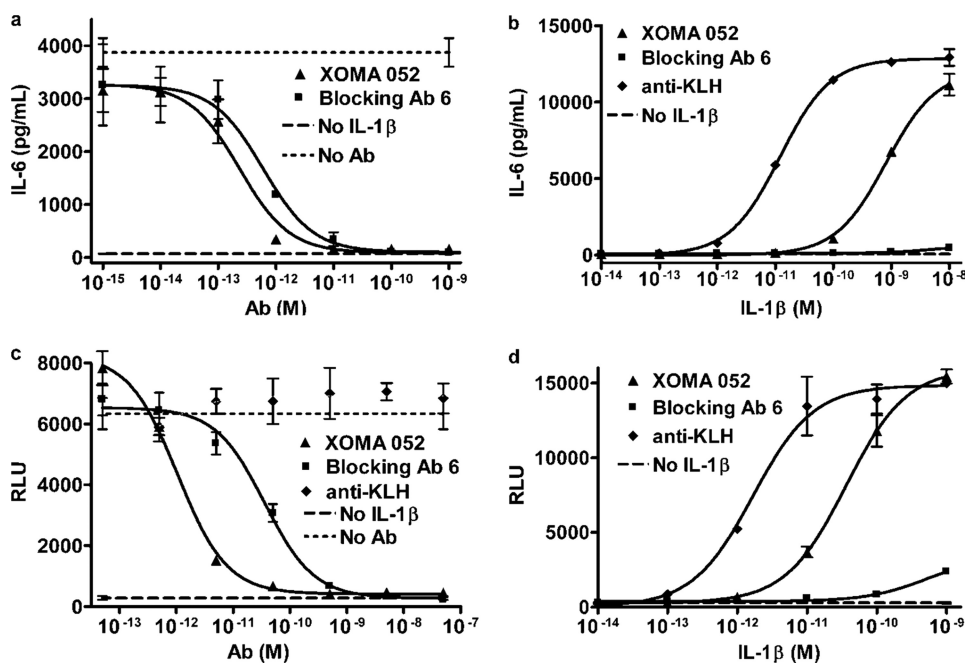 a
IL-6 (pg/mL)
4000
3000
2000
1000
0
XOMA 052
Blocking Ab 6
No IL-1β
No Ab
10-15 10-14 10-13 10-12 10-11 10-10 10-9
Ab (M)
b
IL-6 (pg/mL)
15000
10000
5000
0
XOMA 052
Blocking Ab 6
anti-KLH
No IL-1β
10-14 10-13 10-12 10-11 10-10 10-9 10-8
IL-1β (M)
c
RLU
8000
6000
4000
2000
0
XOMA 052
Blocking Ab 6
anti-KLH
No IL-1β
No Ab
10-13 10-12 10-11 10-10 10-9 10-8 10-7
Ab (M)
d
RLU
15000
10000
5000
0
XOMA 052
Blocking Ab 6
anti-KLH
No IL-1β
10-14 10-13 10-12 10-11 10-10 10-9
IL-1β (M)